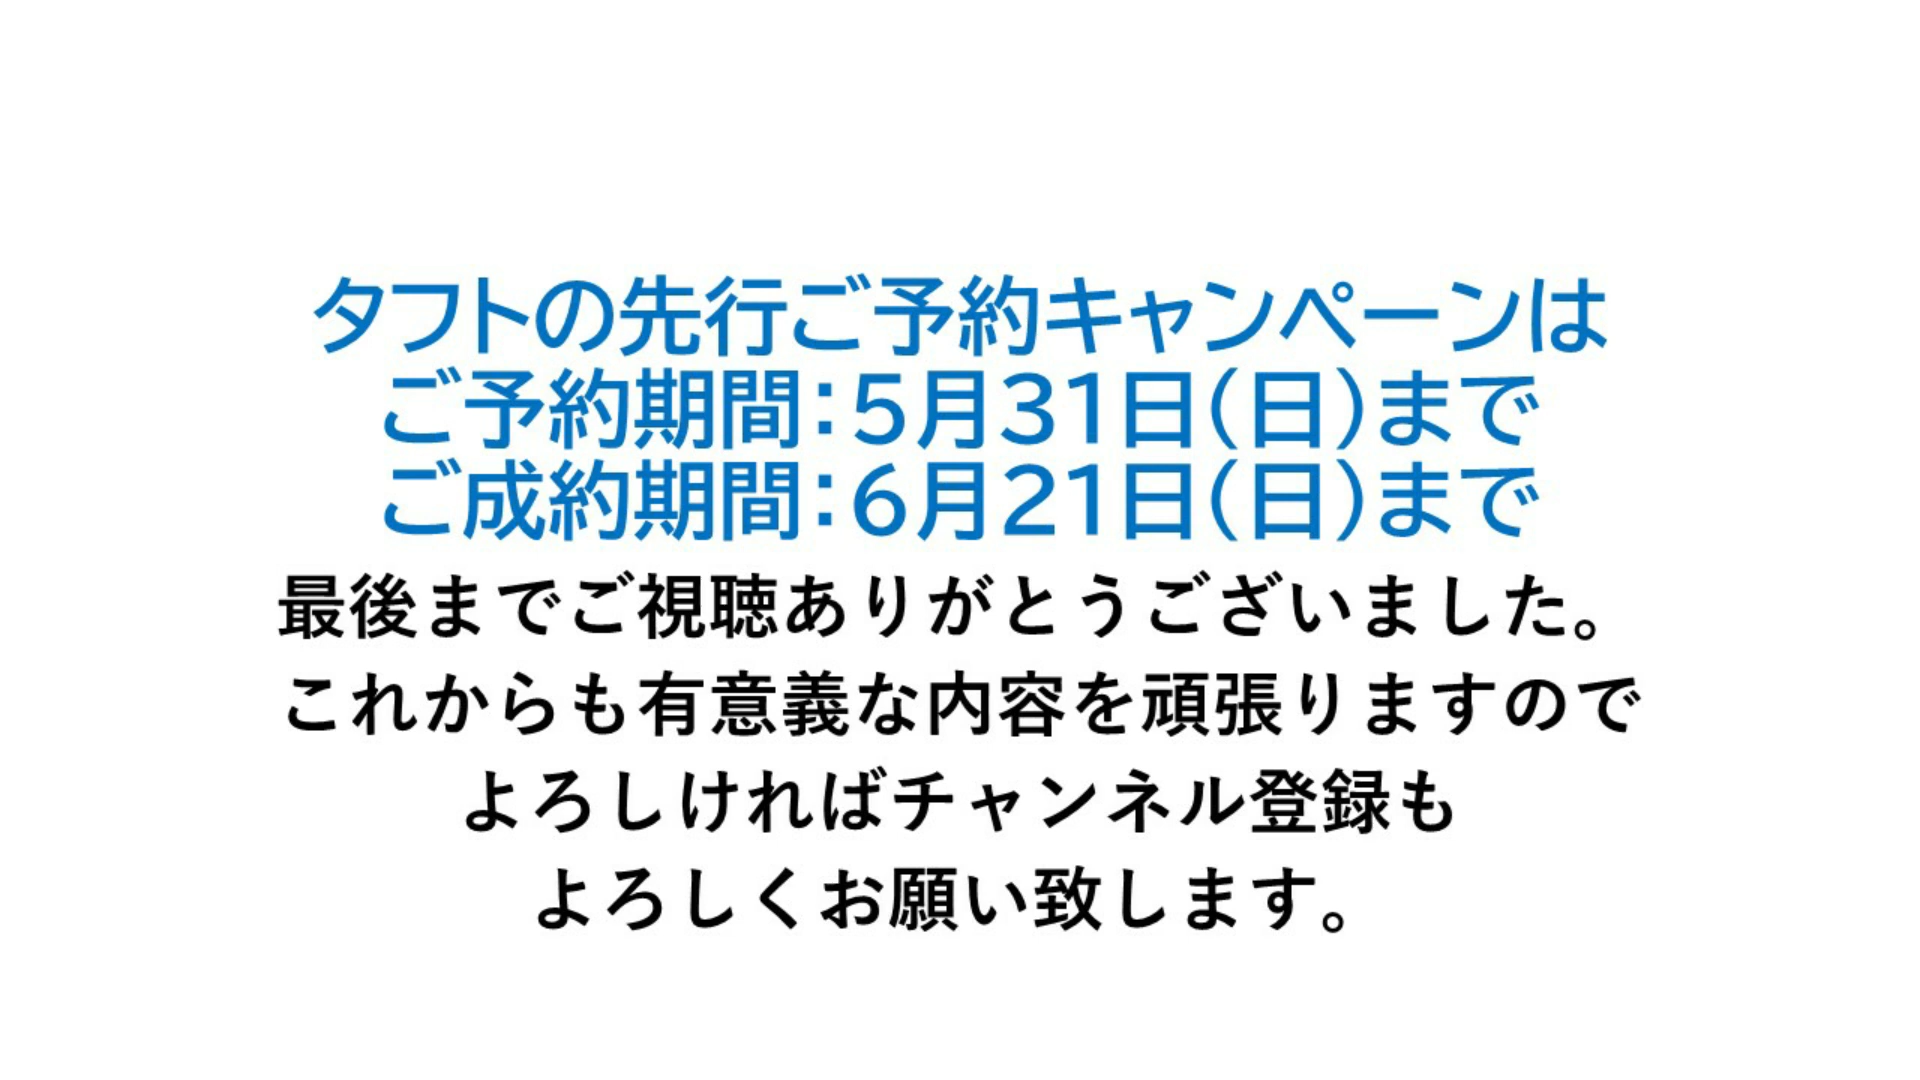 タフトの先行ご予約キャンペーンは
ご予約期間：5月31日(日)まで
ご成約期間：6月21日(日)まで
最後までご視聴ありがとうございました。
これからも有意義な内容を頑張りますので
よろしければチャンネル登録も
よろしくお願い致します。